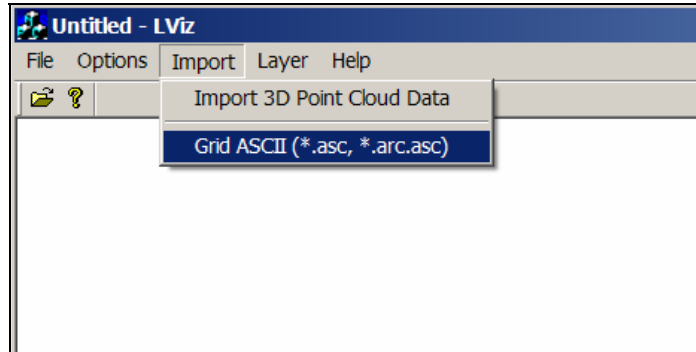 Untitled - LViz
File Options Import Layer Help
Import 3D Point Cloud Data
Grid ASCII (*.asc, *.arc.asc)